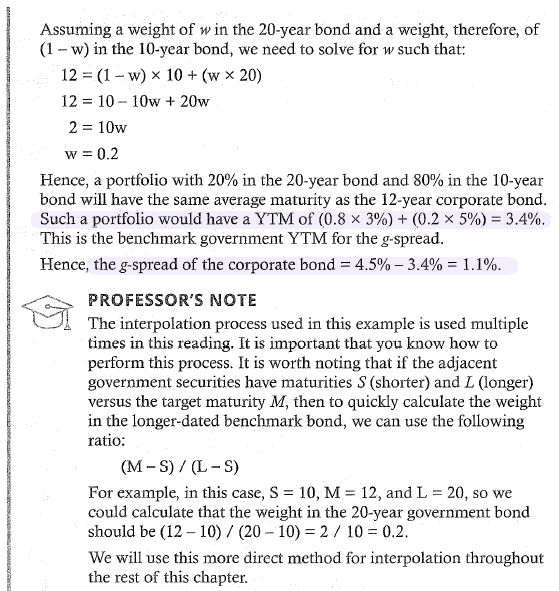 Assuming a weight of w in the 20-year bond and a weight, therefore, of
(1 – w) in the 10-year bond, we need to solve for w such that:
12 = (1 – w) × 10 + (w × 20)
12 = 10 – 10w + 20w
2 = 10w
w = 0.2
Hence, a portfolio with 20% in the 20-year bond and 80% in the 10-year
bond will have the same average maturity as the 12-year corporate bond.
Such a portfolio would have a YTM of (0.8 × 3%) + (0.2 × 5%) = 3.4%.
This is the benchmark government YTM for the g-spread.
Hence, the g-spread of the corporate bond = 4.5% – 3.4% = 1.1%.
PROFESSOR'S NOTE
The interpolation process used in this example is used multiple
times in this reading. It is important that you know how to
perform this process. It is worth noting that if the adjacent
government securities have maturities S (shorter) and L (longer)
versus the target maturity M, then to quickly calculate the weight
in the longer-dated benchmark bond, we can use the following
ratio:
(M – S) / (L – S)
For example, in this case, S = 10, M = 12, and L = 20, so we
could calculate that the weight in the 20-year government bond
should be (12 – 10) / (20 – 10) = 2 / 10 = 0.2.
We will use this more direct method for interpolation throughout
the rest of this chapter.